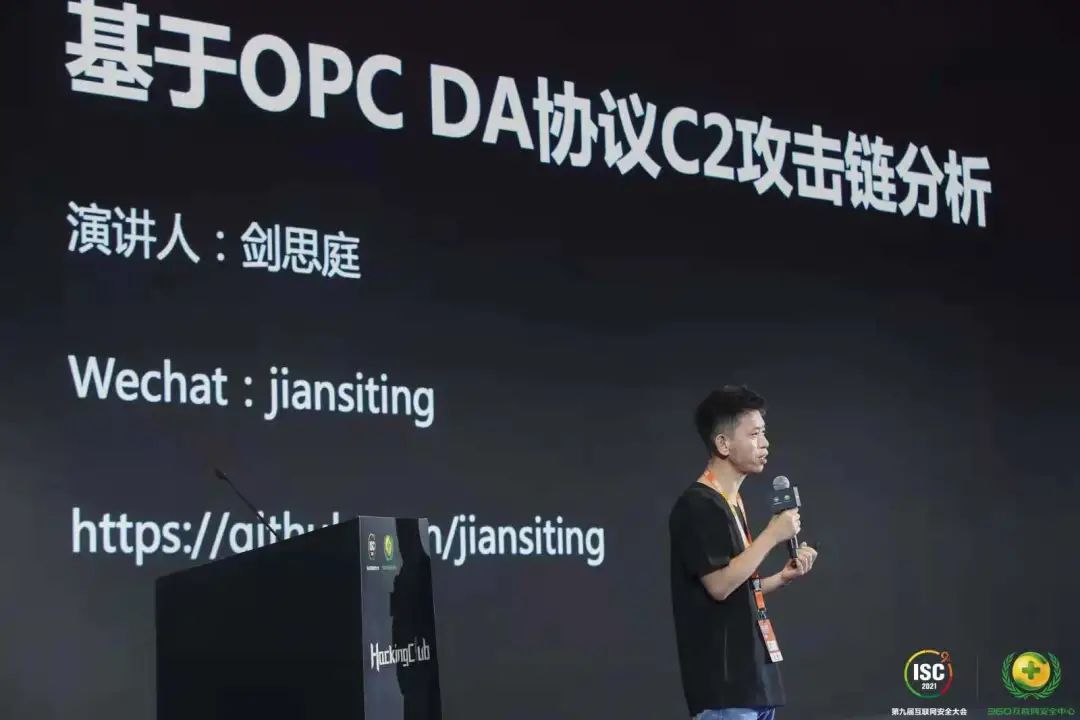 基于OPC DA协议C2攻击链分析
演讲人：剑思庭
Wechat：jiansiting
https://github
n/jiansiting
HackingClub
ISC 9
2021
第九届互联网安全大会
360互联网安全中心